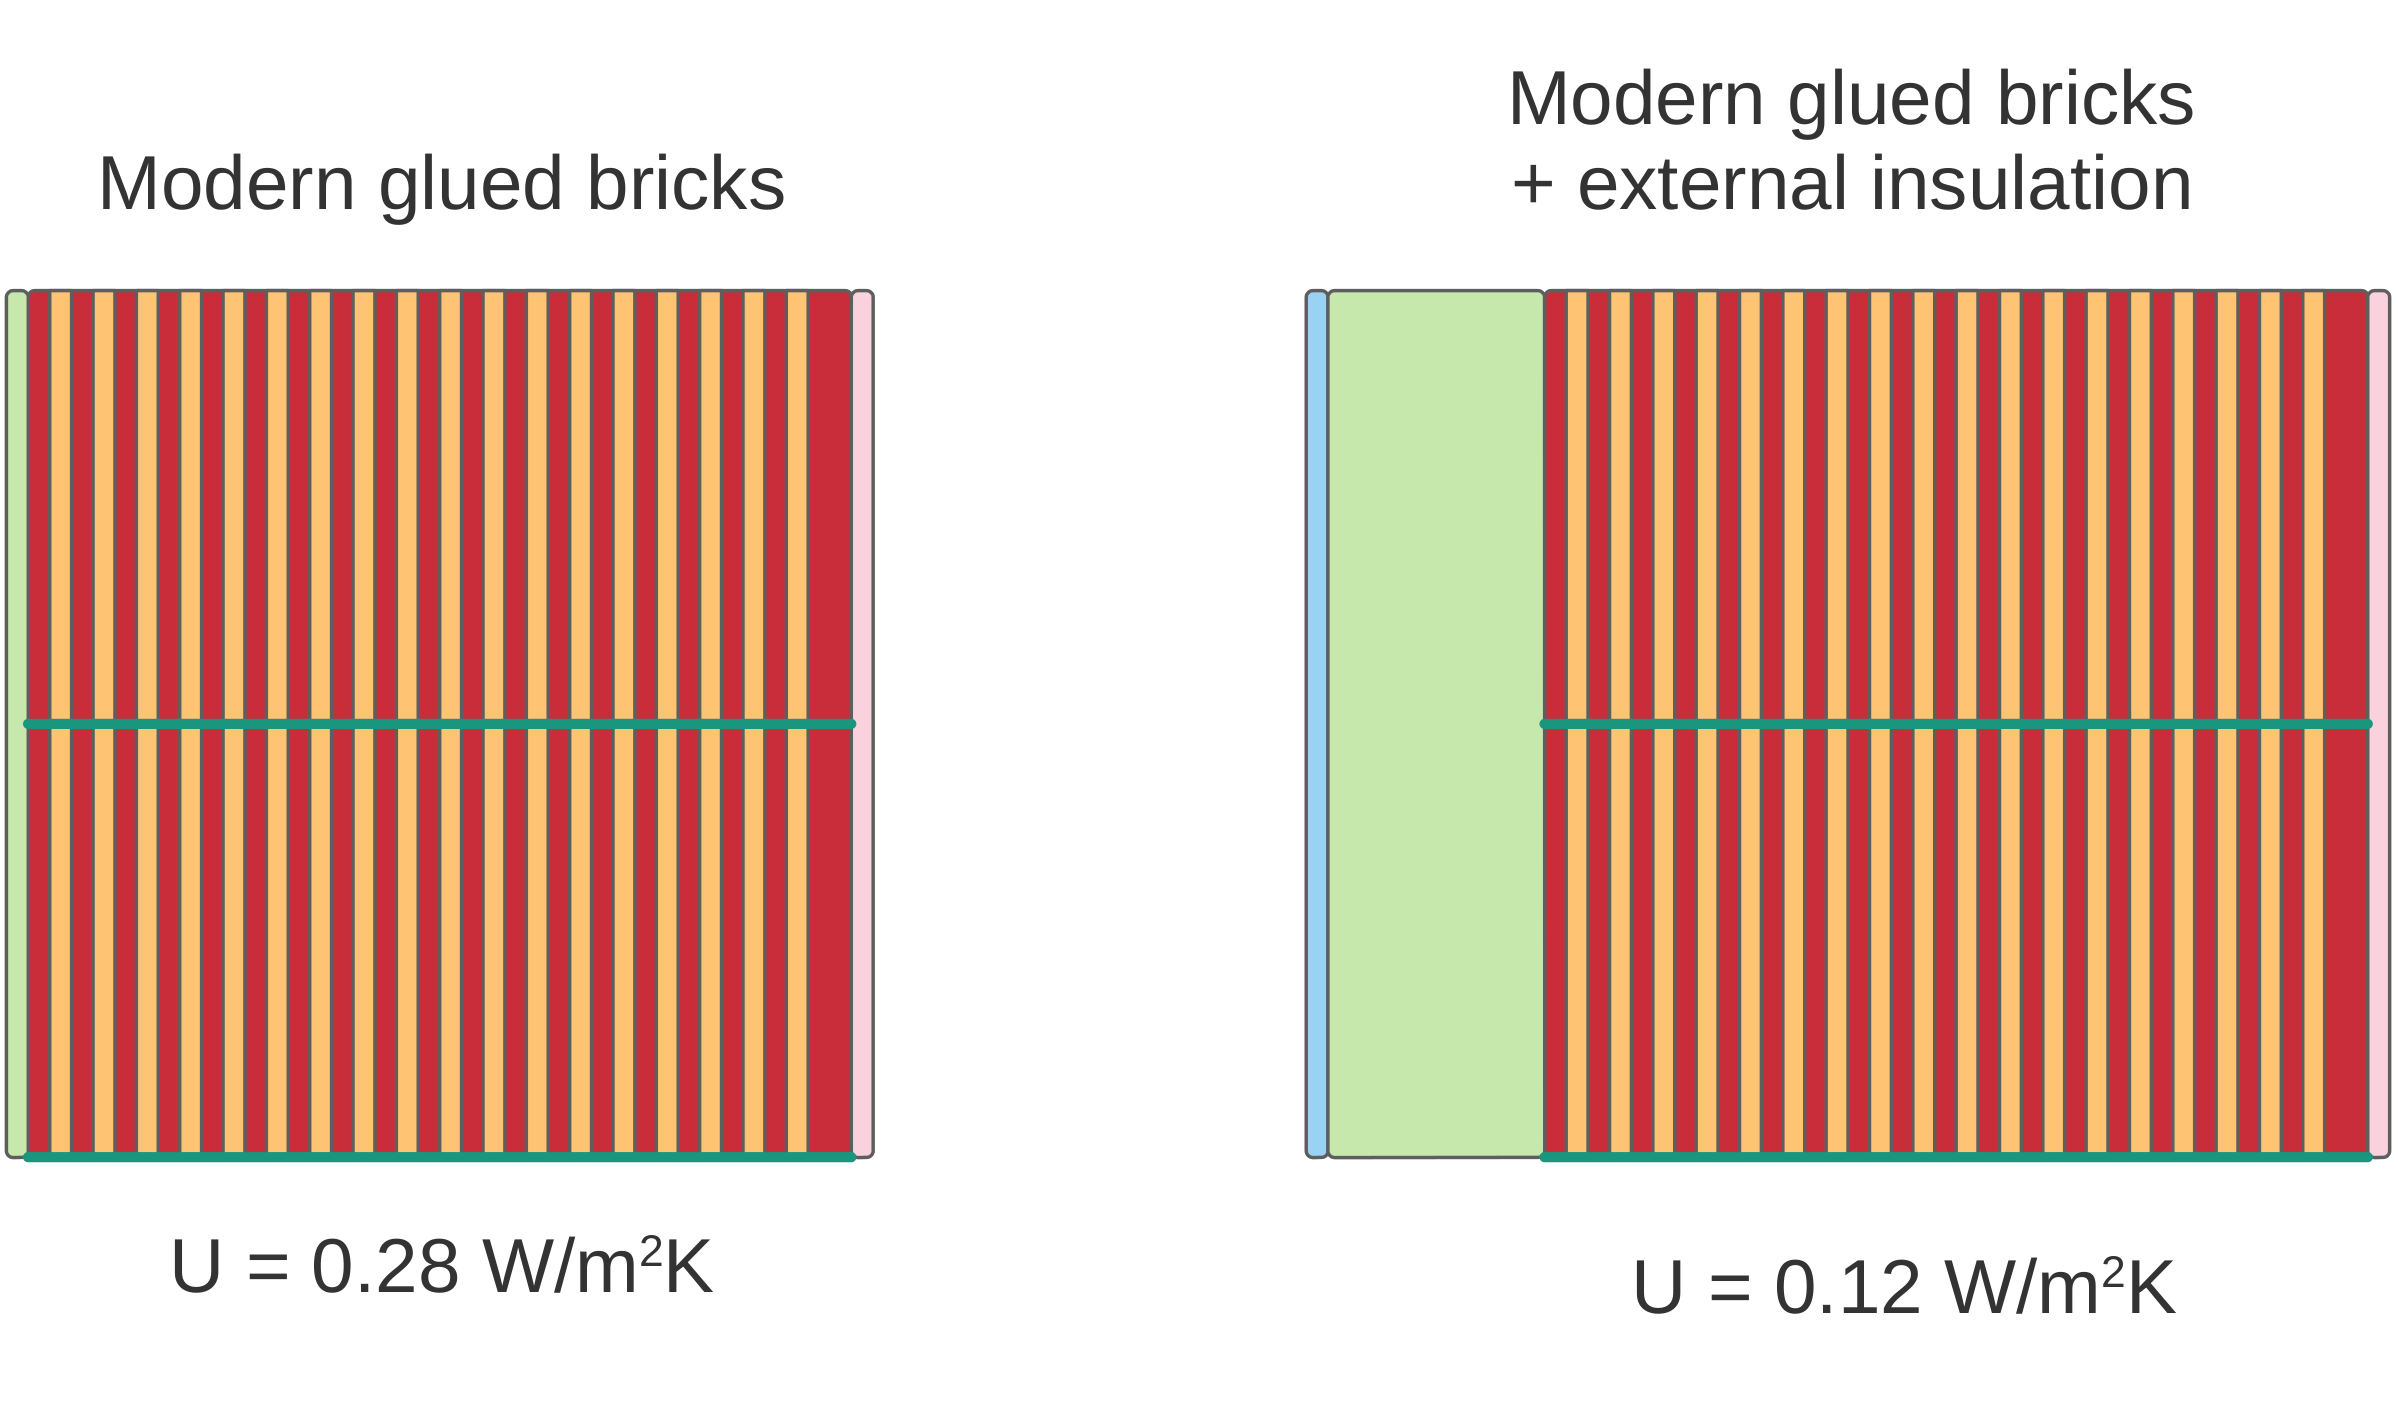 Modern glued bricks
U = 0.28 W/m²K
Modern glued bricks
+ external insulation
U = 0.12 W/m²K